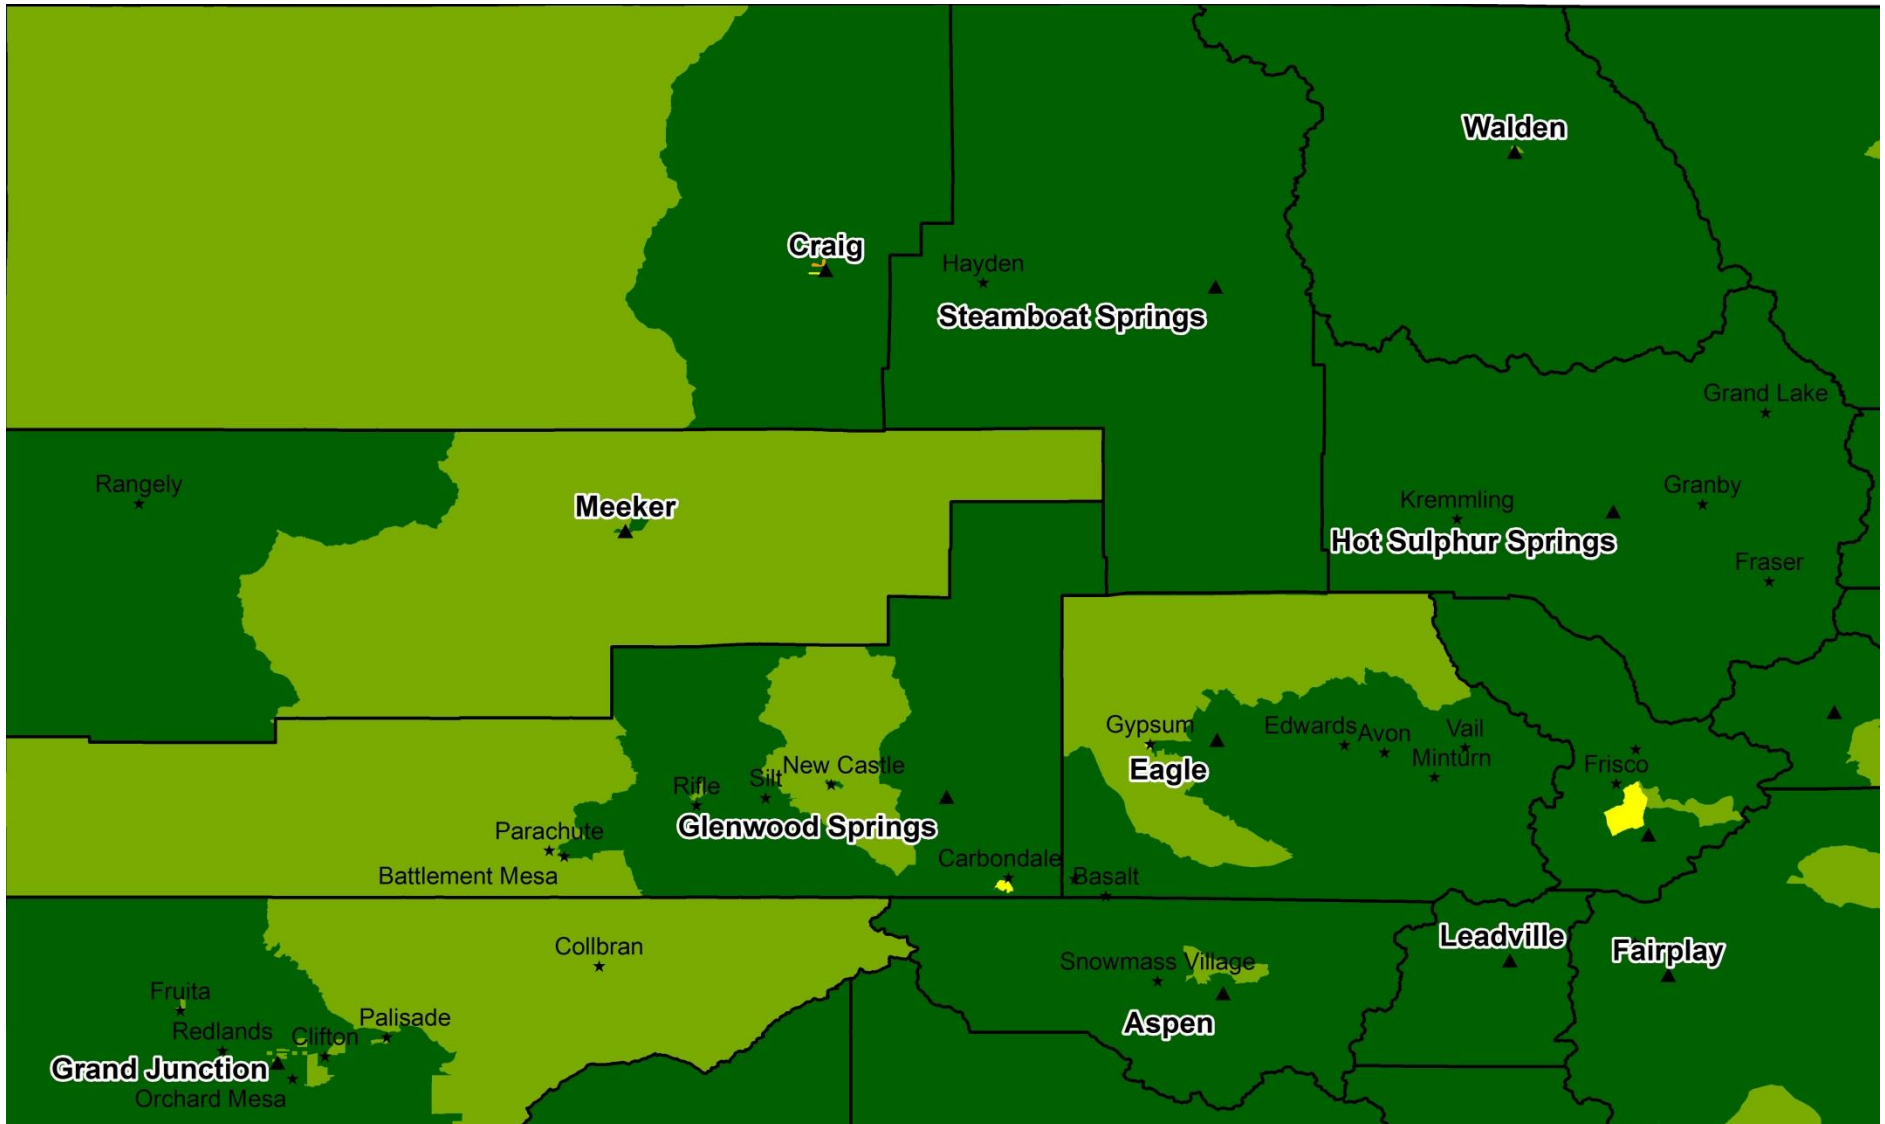 Walden
Craig
Hayden
Steamboat Springs
Grand Lake
Rangely
Meeker
Kremmling
Granby
Hot Sulphur Springs
Fraser
Gypsum
Edwards
Avon
Vail
Minturn
Eagle
Frisco
New Castle
Silt
Rifle
Glenwood Springs
Parachute
Battlement Mesa
Carbondale
Basalt
Collbran
Snowmass Village
Leadville
Fairplay
Aspen
Fruita
Redlands
Clifton
Palisade
Grand Junction
Orchard Mesa